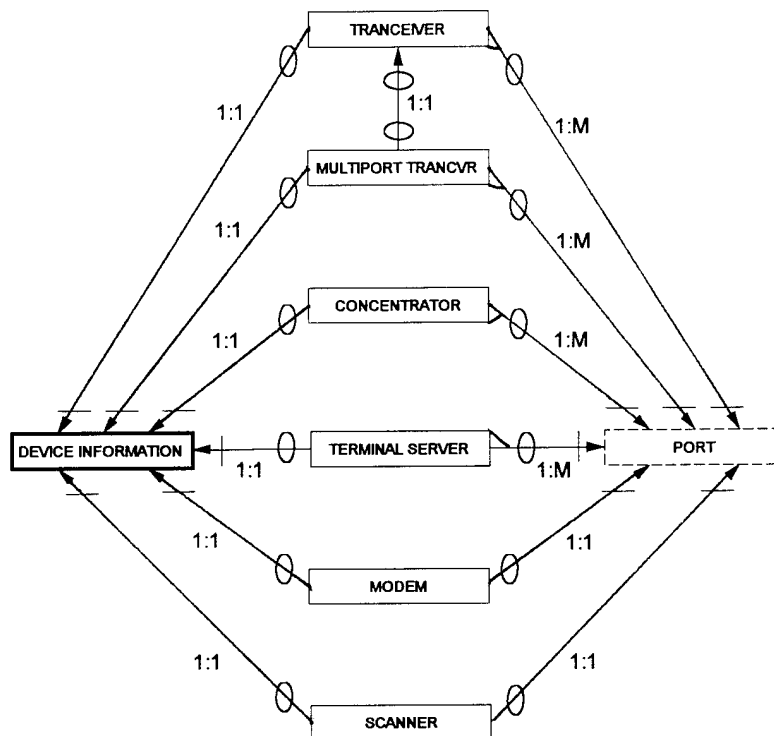 TRANCEIVER
1:1
1:1
1:M
MULTIPORT TRANCVR
1:1
1:M
CONCENTRATOR
1:1
1:M
DEVICE INFORMATION
TERMINAL SERVER
PORT
1:1
1:M
1:1
1:1
MODEM
1:1
1:1
SCANNER